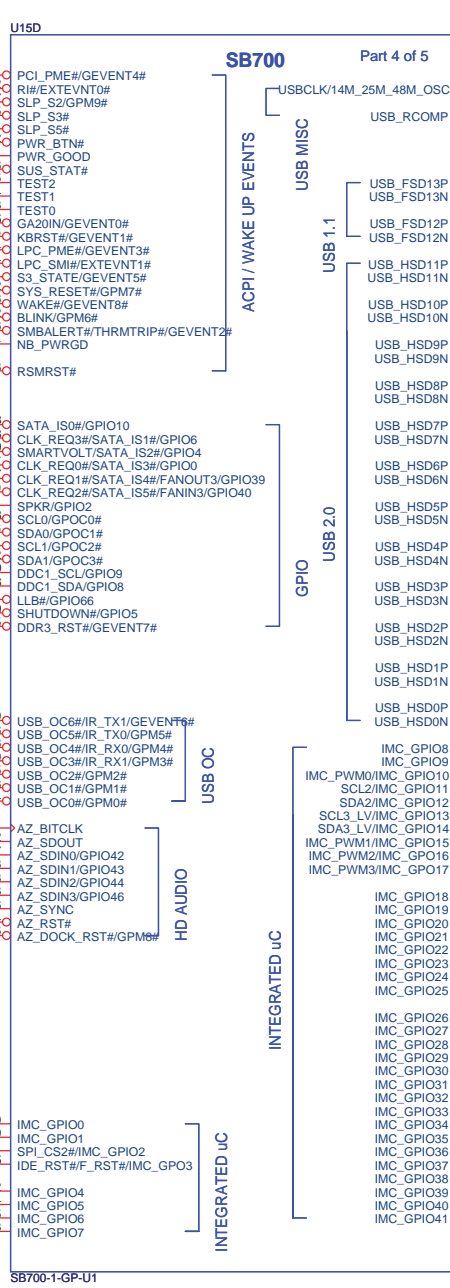 U15D
SB700
Part 4 of 5
PCI_PME#/GEVENT4#
RI#/EXTEVNT0#
SLP_S2/GPM9#
SLP_S3#
SLP_S5#
PWR_BTN#
PWR_GOOD
SUS_STAT#
TEST2
TEST1
TEST0
GA20IN/GEVENT0#
KBRST#/GEVENT1#
LPC_PME#/GEVENT3#
LPC_SMI#/EXTEVNT1#
S3_STATE/GEVENT5#
SYS_RESET#/GPM7#
WAKE#/GEVENT8#
BLINK/GPM6#
SMBALERT#/THRMTRIP#/GEVENT2#
NB_PWRGD
RSMRST#
ACPI / WAKE UP EVENTS
SATA_IS0#/GPIO10
CLK_REQ3#/SATA_IS1#/GPIO6
SMARTVOLT/SATA_IS2#/GPIO4
CLK_REQ0#/SATA_IS3#/GPIO0
CLK_REQ1#/SATA_IS4#/FANOUT3/GPIO39
CLK_REQ2#/SATA_IS5#/FANIN3/GPIO40
SPKR/GPIO2
SCL0/GPOC0#
SDA0/GPOC1#
SCL1/GPOC2#
SDA1/GPOC3#
DDC1_SCL/GPIO9
DDC1_SDA/GPIO8
LLB#/GPIO66
SHUTDOWN#/GPIO5
DDR3_RST#/GEVENT7#
GPIO
USB_OC6#/IR_TX1/GEVENT6#
USB_OC5#/IR_TX0/GPM5#
USB_OC4#/IR_RX0/GPM4#
USB_OC3#/IR_RX1/GPM3#
USB_OC2#/GPM2#
USB_OC1#/GPM1#
USB_OC0#/GPM0#
USB OC
AZ_BITCLK
AZ_SDOUT
AZ_SDIN0/GPIO42
AZ_SDIN1/GPIO43
AZ_SDIN2/GPIO44
AZ_SDIN3/GPIO46
AZ_SYNC
AZ_RST#
AZ_DOCK_RST#/GPM8#
HD AUDIO
IMC_GPIO0
IMC_GPIO1
SPI_CS2#/IMC_GPIO2
IDE_RST#/F_RST#/IMC_GPO3
IMC_GPIO4
IMC_GPIO5
IMC_GPIO6
IMC_GPIO7
INTEGRATED uC
USBCLK/14M_25M_48M_OSC
USB_RCOMP
USB MISC
USB_FSD13P
USB_FSD13N
USB_FSD12P
USB_FSD12N
USB 1.1
USB_HSD11P
USB_HSD11N
USB_HSD10P
USB_HSD10N
USB_HSD9P
USB_HSD9N
USB_HSD8P
USB_HSD8N
USB_HSD7P
USB_HSD7N
USB_HSD6P
USB_HSD6N
USB_HSD5P
USB_HSD5N
USB_HSD4P
USB_HSD4N
USB_HSD3P
USB_HSD3N
USB_HSD2P
USB_HSD2N
USB_HSD1P
USB_HSD1N
USB_HSD0P
USB_HSD0N
USB 2.0
IMC_GPIO8
IMC_GPIO9
IMC_PWM0/IMC_GPIO10
SCL2/IMC_GPIO11
SDA2/IMC_GPIO12
SCL3_LV/IMC_GPIO13
SDA3_LV/IMC_GPIO14
IMC_PWM1/IMC_GPIO15
IMC_PWM2/IMC_GPO16
IMC_PWM3/IMC_GPO17
IMC_GPIO18
IMC_GPIO19
IMC_GPIO20
IMC_GPIO21
IMC_GPIO22
IMC_GPIO23
IMC_GPIO24
IMC_GPIO25
IMC_GPIO26
IMC_GPIO27
IMC_GPIO28
IMC_GPIO29
IMC_GPIO30
IMC_GPIO31
IMC_GPIO32
IMC_GPIO33
IMC_GPIO34
IMC_GPIO35
IMC_GPIO36
IMC_GPIO37
IMC_GPIO38
IMC_GPIO39
IMC_GPIO40
IMC_GPIO41
INTEGRATED uC
SB700-1-GP-U1